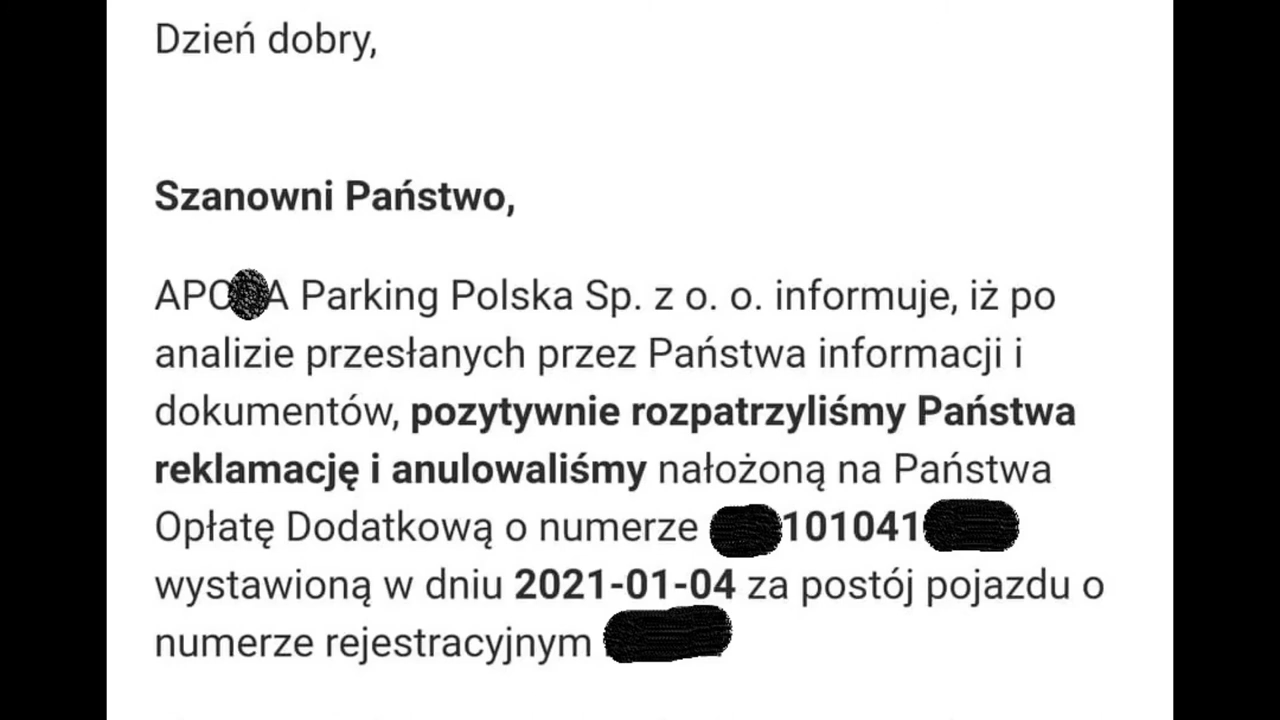 Dzień dobry,
Szanowni Państwo,
Parking Polska Sp. z o. o. informuje, iż po
analizie przesłanych przez Państwa informacji i
dokumentów, pozytywnie rozpatrzyliśmy Państwa
reklamację i anulowaliśmy nałożoną na Państwa
Opłatę Dodatkową o numerze 101041
wystawioną w dniu 2021-01-04 za postój pojazdu o
numerze rejestracyjnym